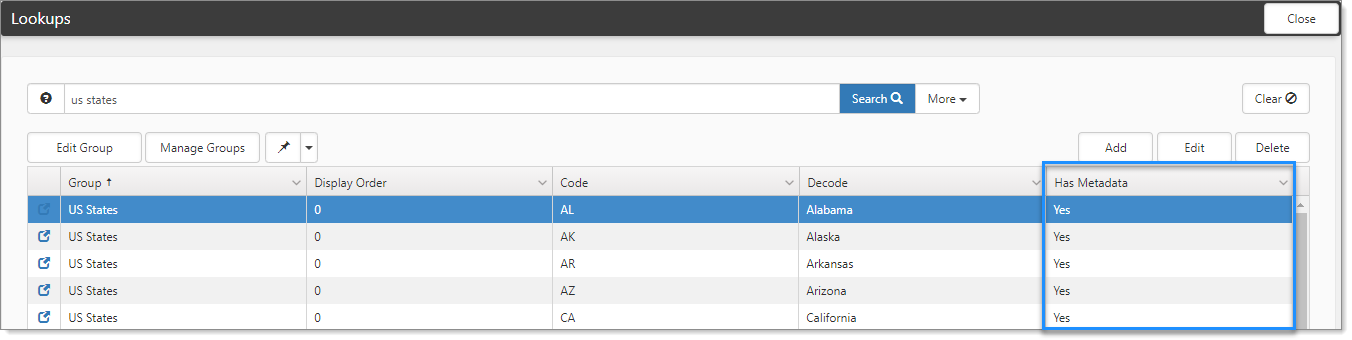 Lookups Close
us states Search More Clear
Edit Group Manage Groups Add Edit Delete
Group Display Order Code Decode Has Metadata
US States 0 AL Alabama Yes
US States 0 AK Alaska Yes
US States 0 AR Arkansas Yes
US States 0 AZ Arizona Yes
US States 0 CA California Yes